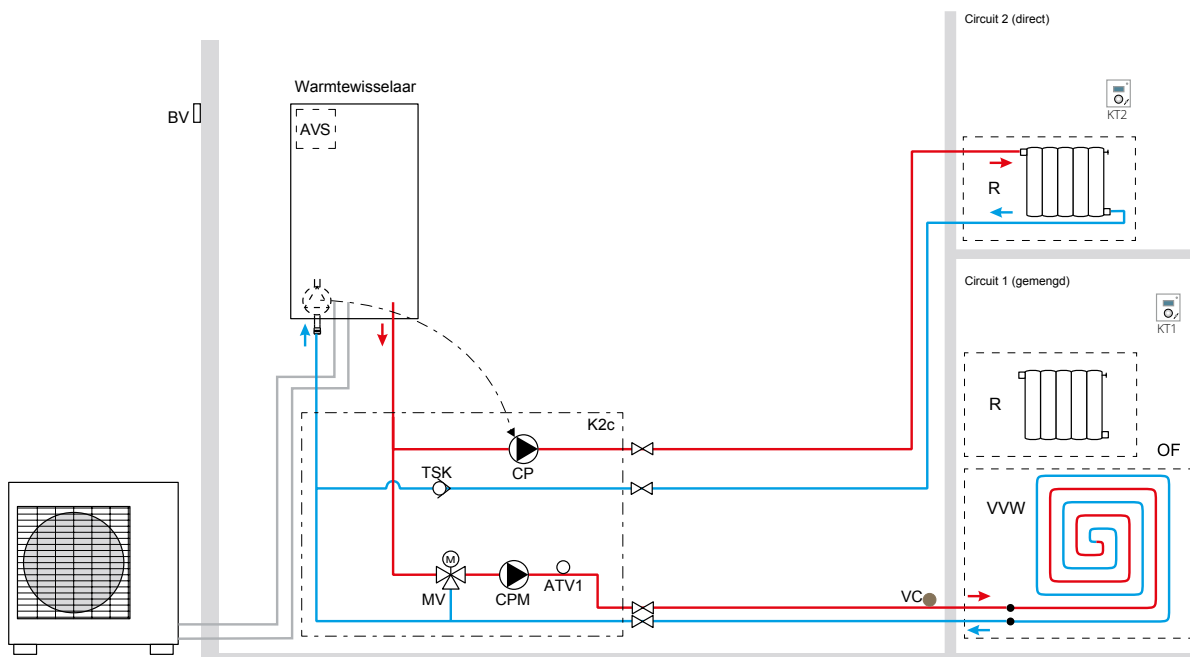 Circuit 2 (direct)
Warmtewisselaar
BV
AVS
KT2
R
Circuit 1 (gemengd)
KT1
R
K2c
OF
TSK
CP
VVW
M
MV
CPM
ATV1
VC